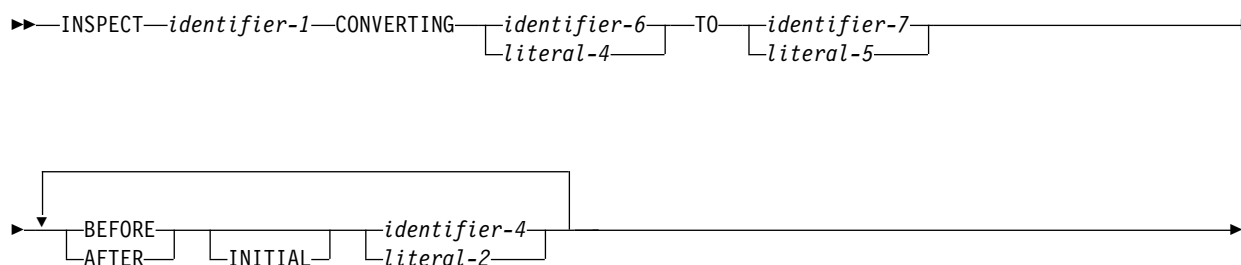 INSPECT identifier-1 CONVERTING identifier-6 TO identifier-7
literal-4 literal-5
BEFORE identifier-4
AFTER INITIAL literal-2